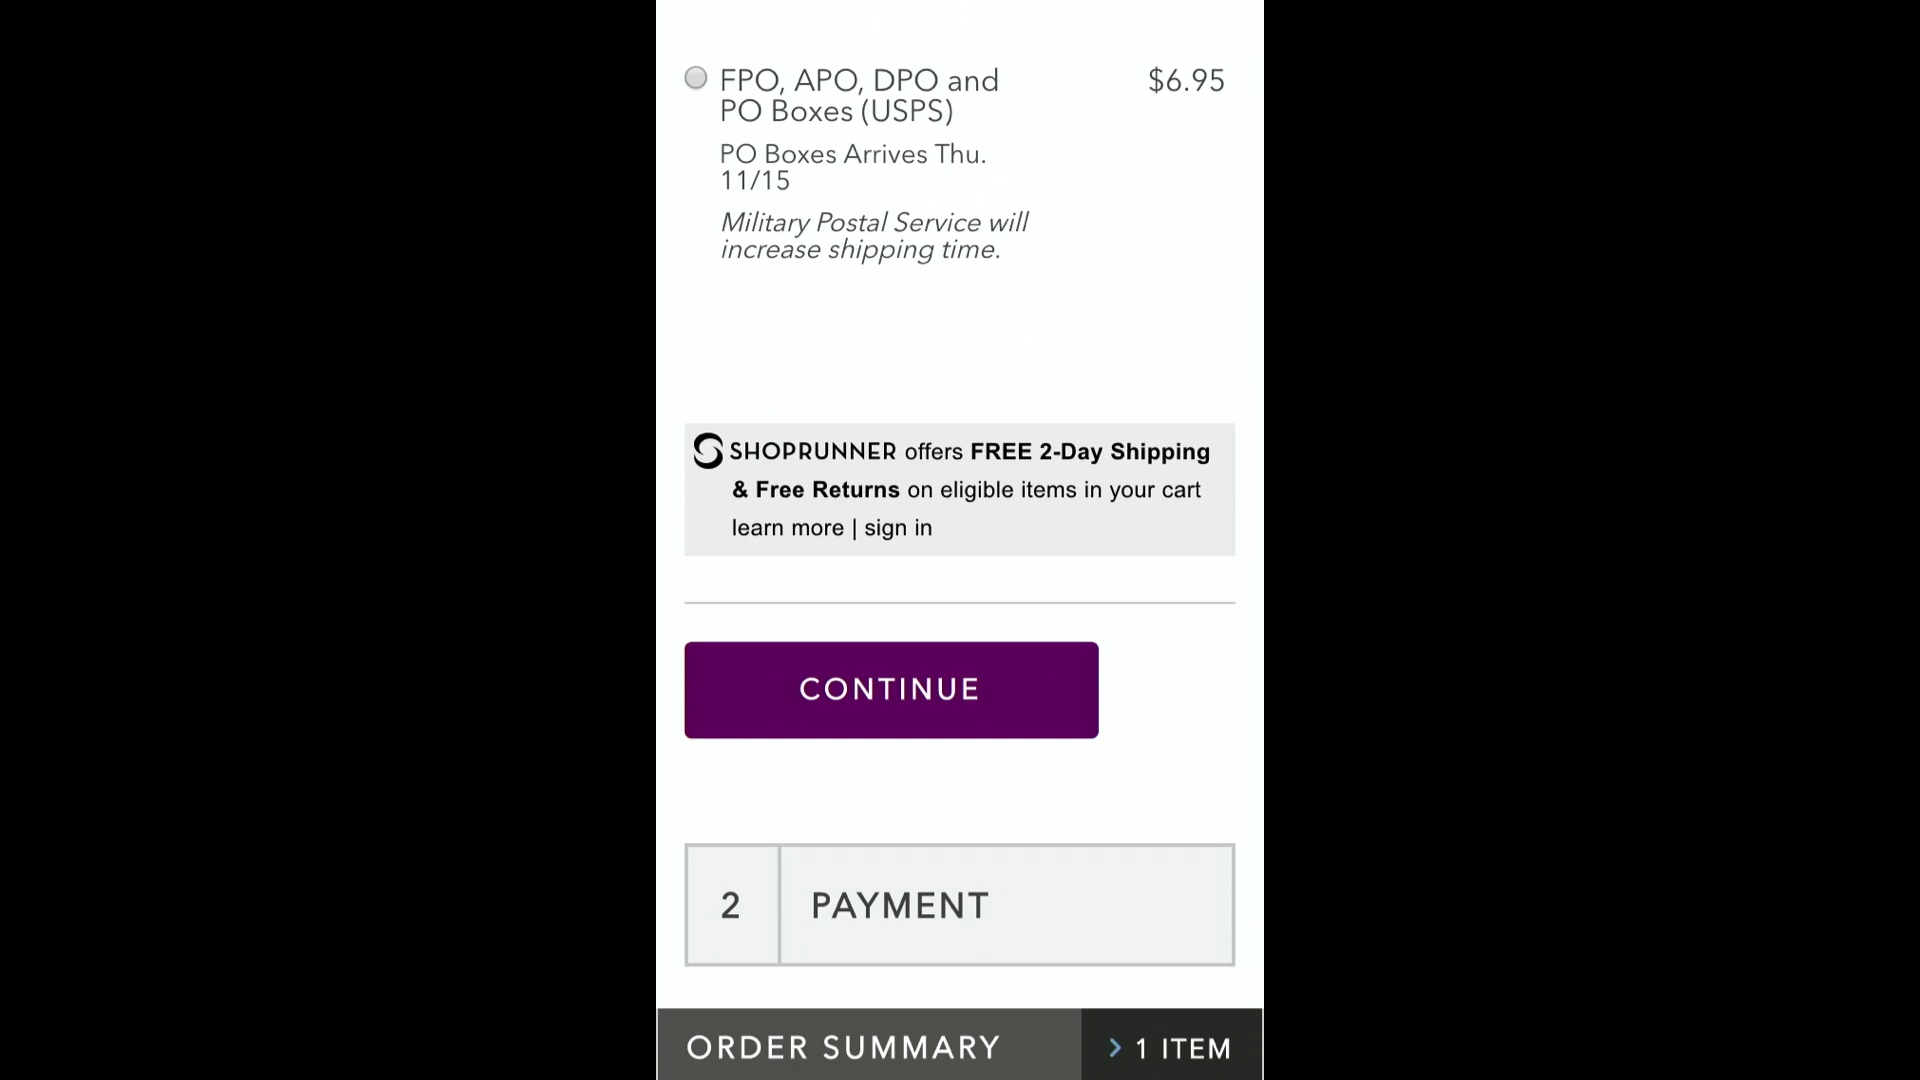 FPO, APO, DPO and $6.95
PO Boxes (USPS)
PO Boxes Arrives Thu.
11/15
Military Postal Service will
increase shipping time.
SHOPRUNNER offers FREE 2-Day Shipping
& Free Returns on eligible items in your cart
learn more | sign in
CONTINUE
2 PAYMENT
ORDER SUMMARY > 1 ITEM